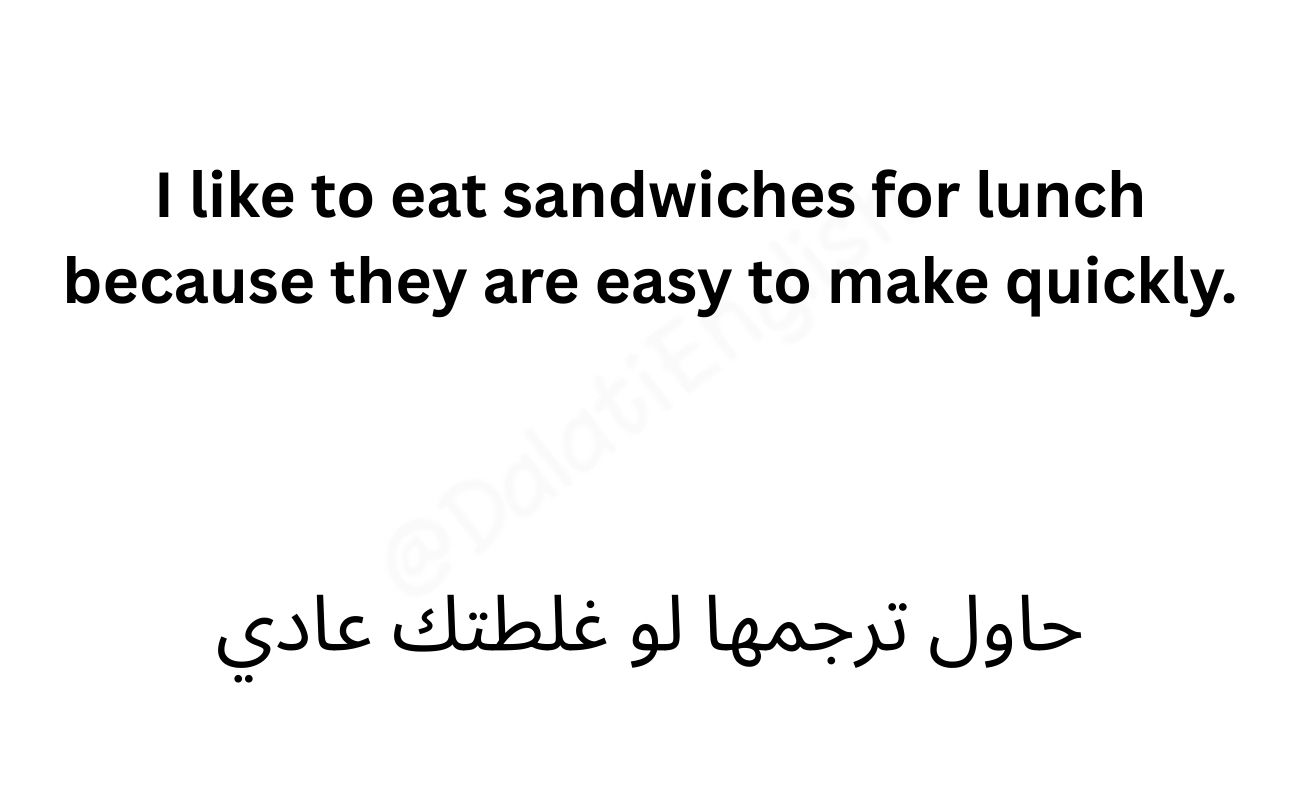 I like to eat sandwiches for lunch
because they are easy to make quickly.
@DalatiEnglish
حاول ترجمها لو غلطتك عادي